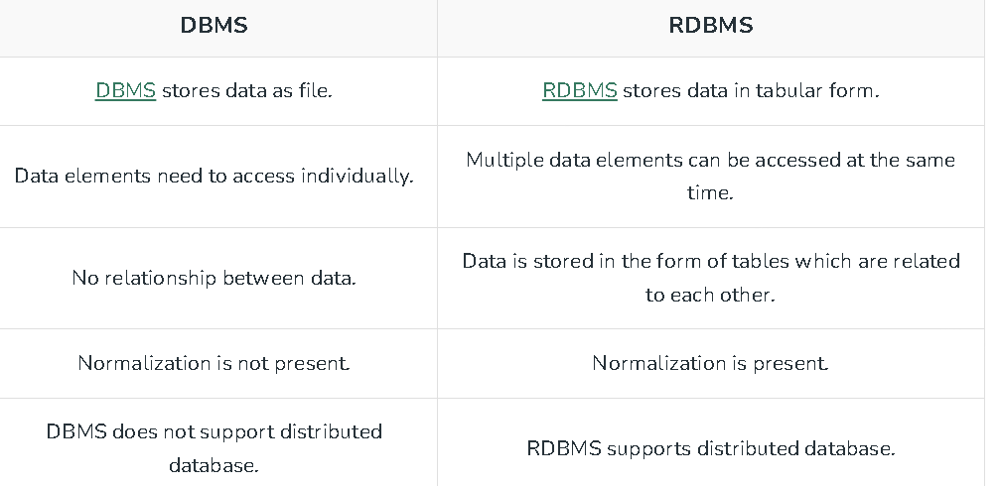 DBMS
RDBMS
DBMS stores data as file.
RDBMS stores data in tabular form.
Data elements need to access individually.
Multiple data elements can be accessed at the same
time.
No relationship between data.
Data is stored in the form of tables which are related
to each other.
Normalization is not present.
Normalization is present.
DBMS does not support distributed
database.
RDBMS supports distributed database.